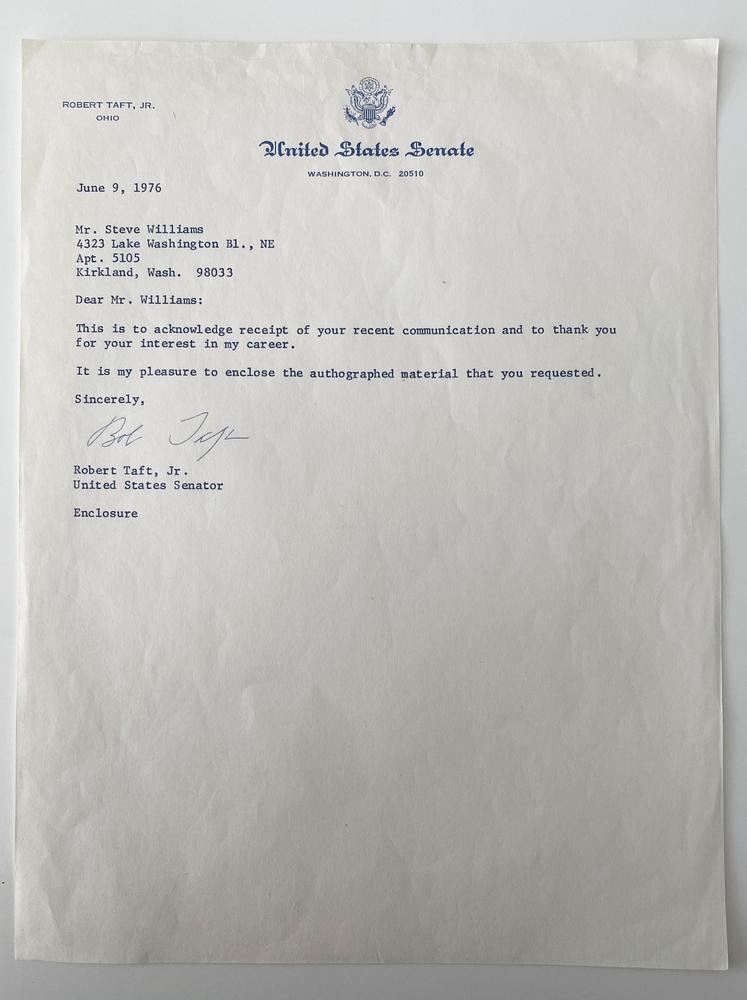 ROBERT TAFT, JR.
OHIO
United States Senate
WASHINGTON, D.C. 20510
June 9, 1976
Mr. Steve Williams
4323 Lake Washington Bl., NE
Apt. 5105
Kirkland, Wash. 98033
Dear Mr. Williams:
This is to acknowledge receipt of your recent communication and to thank you
for your interest in my career.
It is my pleasure to enclose the authographed material that you requested.
Sincerely,
Bob Taft
Robert Taft, Jr.
United States Senator
Enclosure